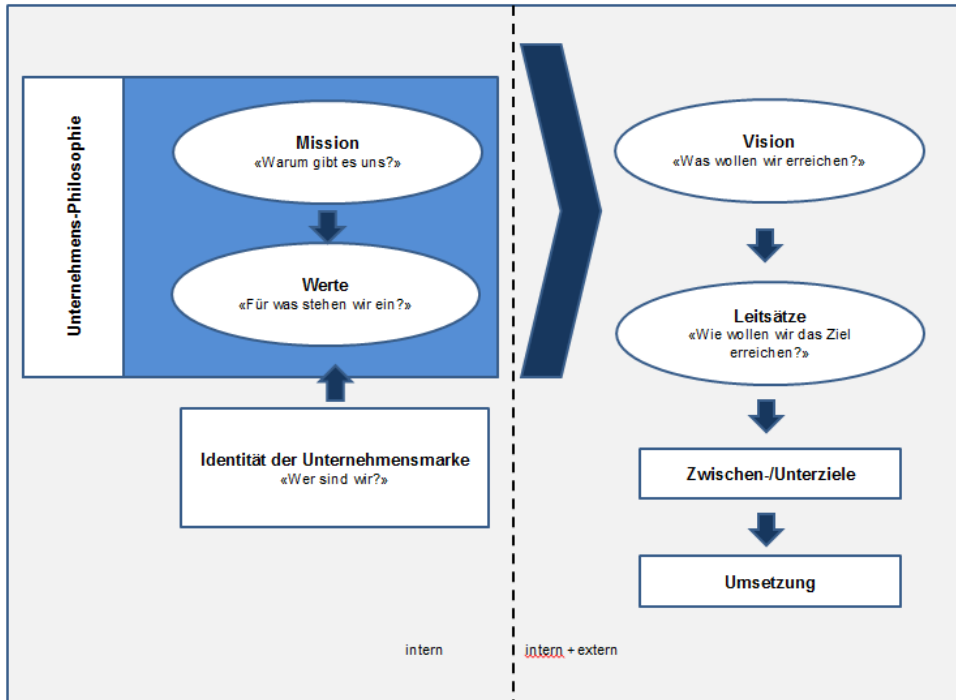 Unternehmens-Philosophie
Mission
«Warum gibt es uns?»
Werte
«Für was stehen wir ein?»
Identität der Unternehmensmarke
«Wer sind wir?»
Vision
«Was wollen wir erreichen?»
Leitsätze
«Wie wollen wir das Ziel
erreichen?»
Zwischen-/Unterziele
Umsetzung
intern
intern + extern